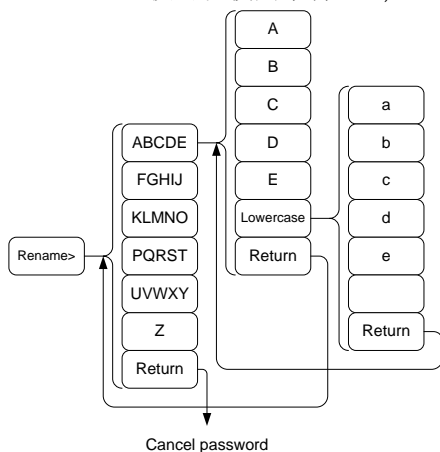 Rename>
ABCDE
FGHIJ
KLMNO
PQRST
UVWXY
Z
Return
A
B
C
D
E
Lowercase
Return
a
b
c
d
e
Return
Cancel password